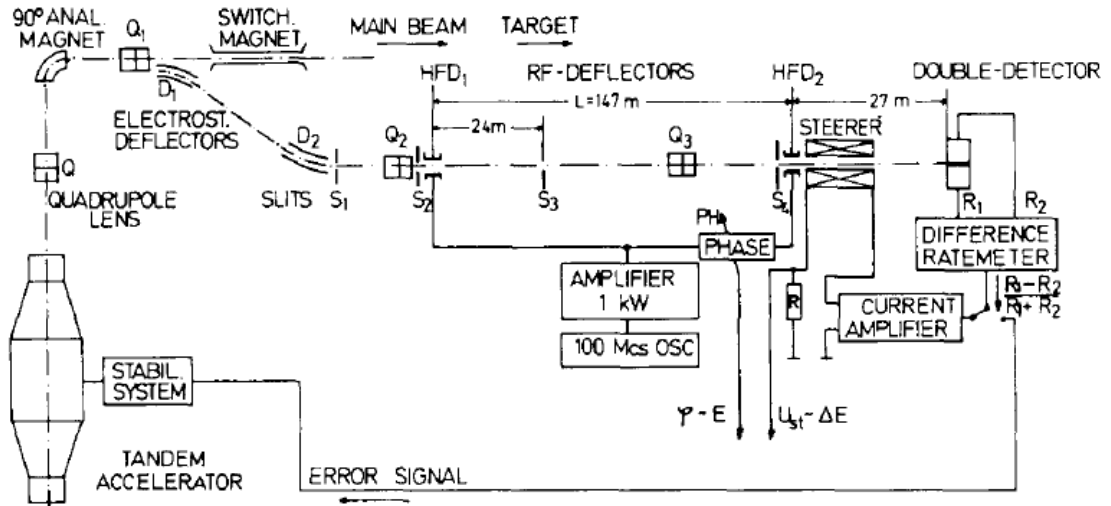 90° ANAL.
MAGNET
Q1
SWITCH.
MAGNET
MAIN BEAM
TARGET
D1
ELECTROST.
DEFLECTORS
D2
HFD1
RF-DEFLECTORS
HFD2
DOUBLE-DETECTOR
L=147 m
27 m
24m
STEERER
Q
QUADRUPOLE
LENS
SLITS
S1
Q2
S2
S3
Q3
S4
R1
R2
PH
PHASE
DIFFERENCE
RATEMETER
AMPLIFIER
1 kW
R
CURRENT
AMPLIFIER
R1-R2
R1+R2
100 Mcs OSC
STABIL.
SYSTEM
φ-E
Ust-ΔE
TANDEM
ACCELERATOR
ERROR SIGNAL